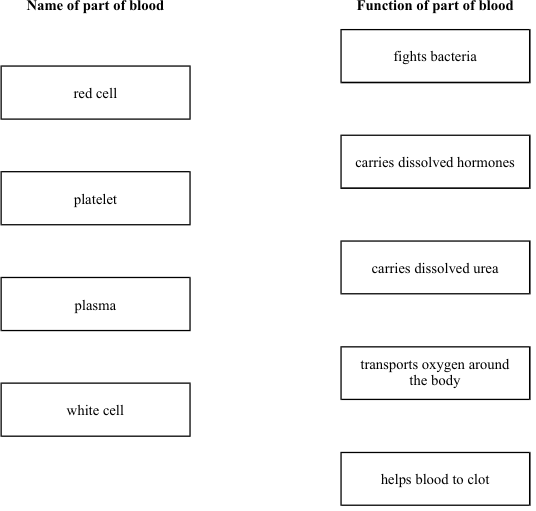 Name of part of blood
Function of part of blood
fights bacteria
red cell
carries dissolved hormones
platelet
carries dissolved urea
plasma
transports oxygen around
the body
white cell
helps blood to clot